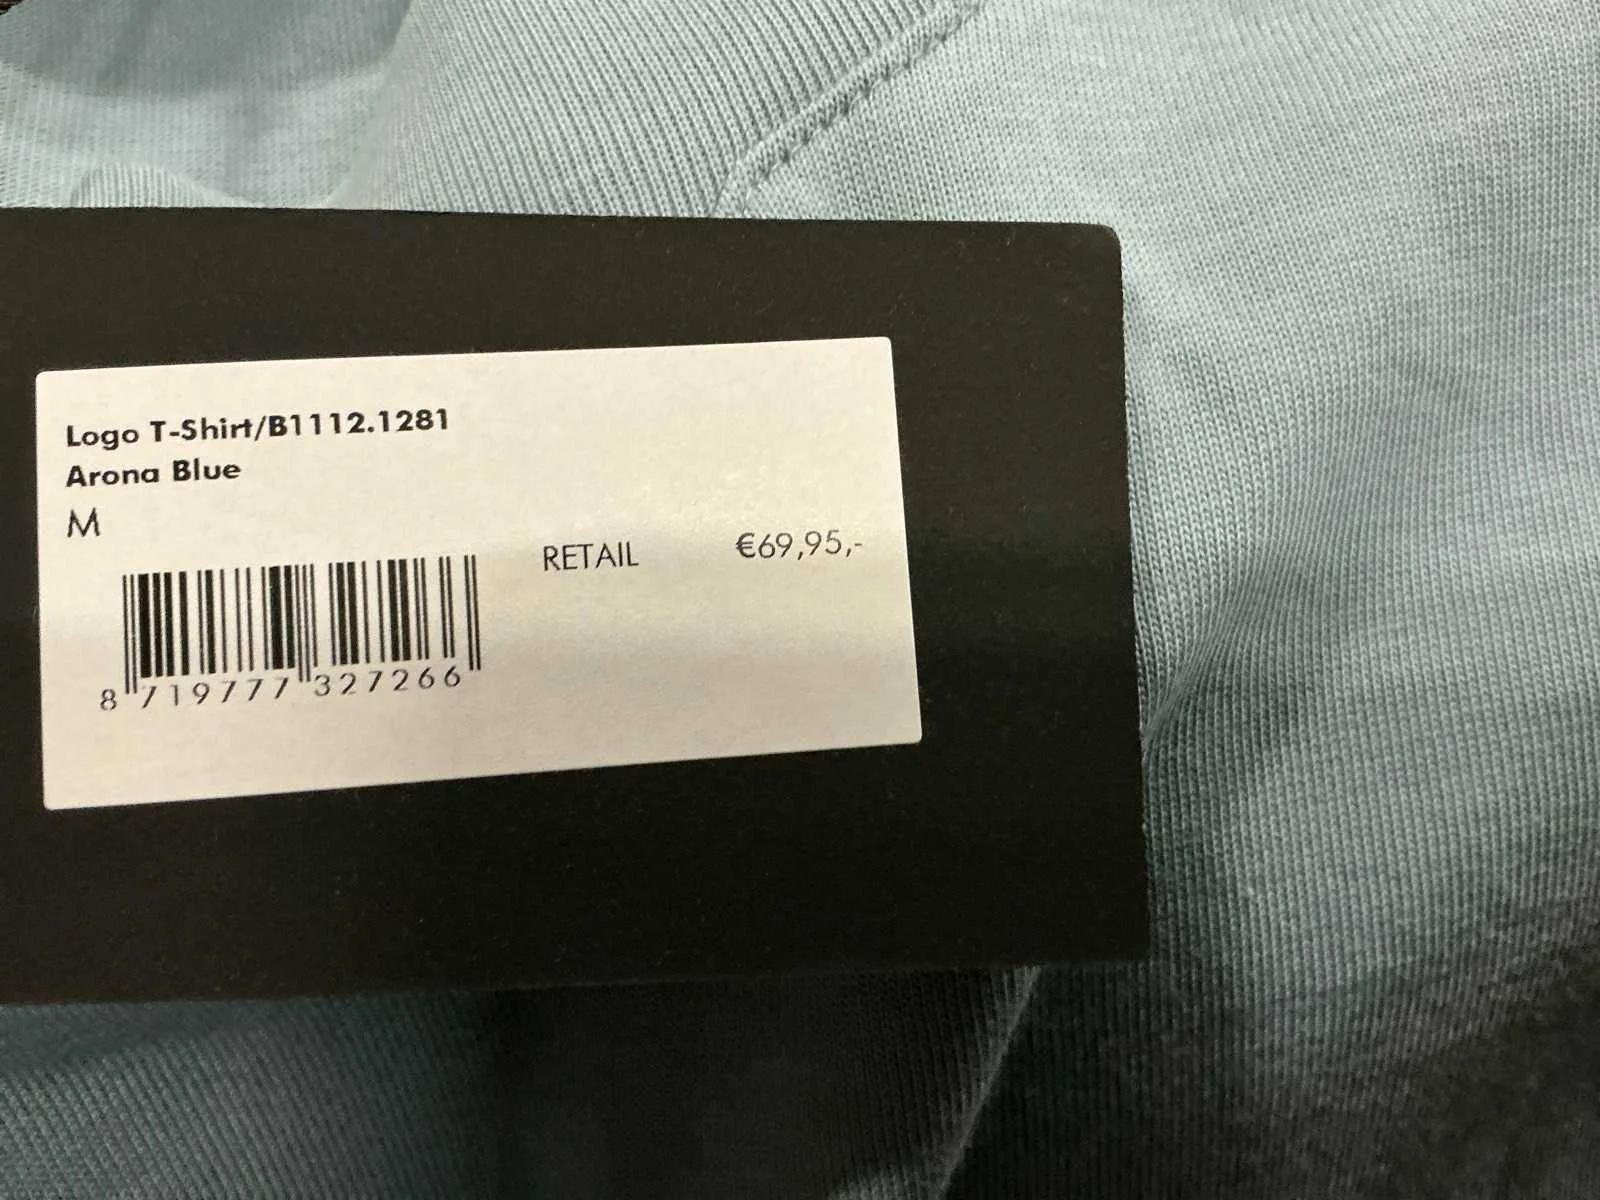 Logo T-Shirt/B1112.1281
Arona Blue
M
RETAIL €69,95,-
8 719777 327266